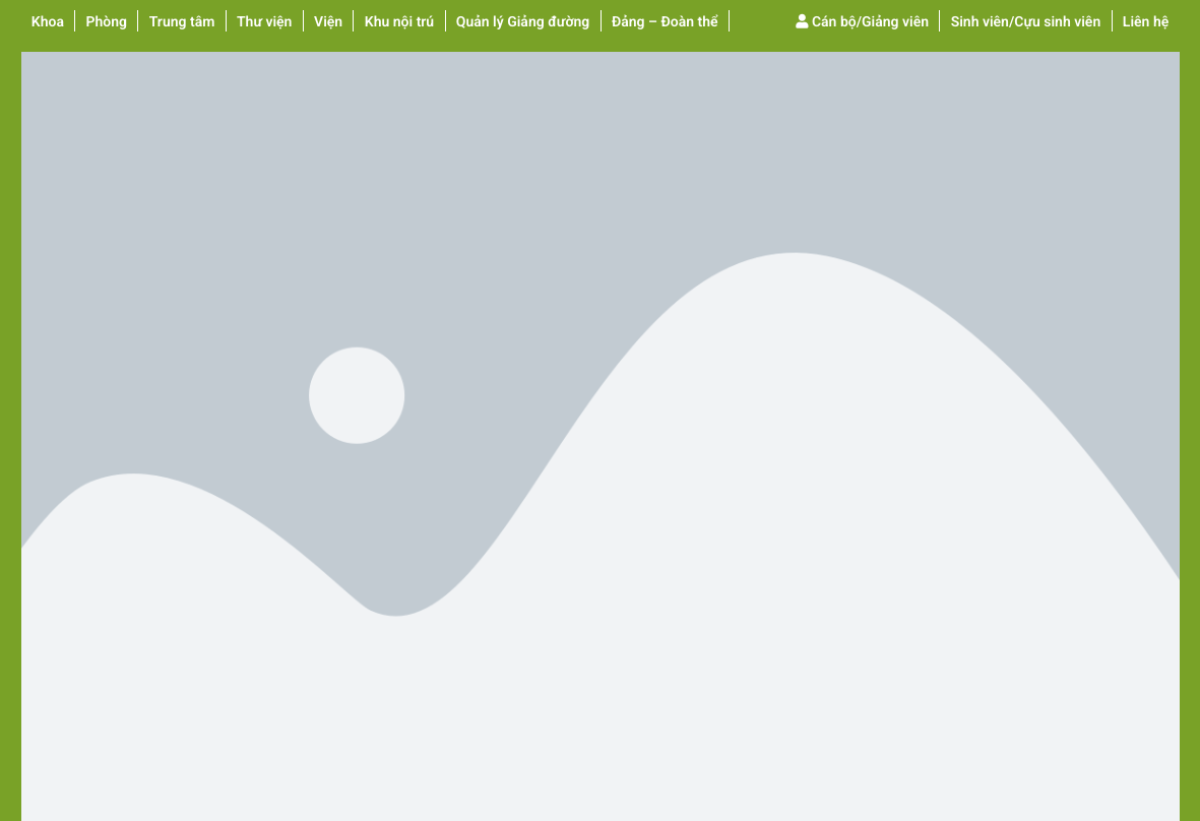 Khoa Phòng Trung tâm Thư viện Viện Khu nội trú Quản lý Giảng đường Đảng – Đoàn thể Cán bộ/Giảng viên Sinh viên/Cựu sinh viên Liên hệ